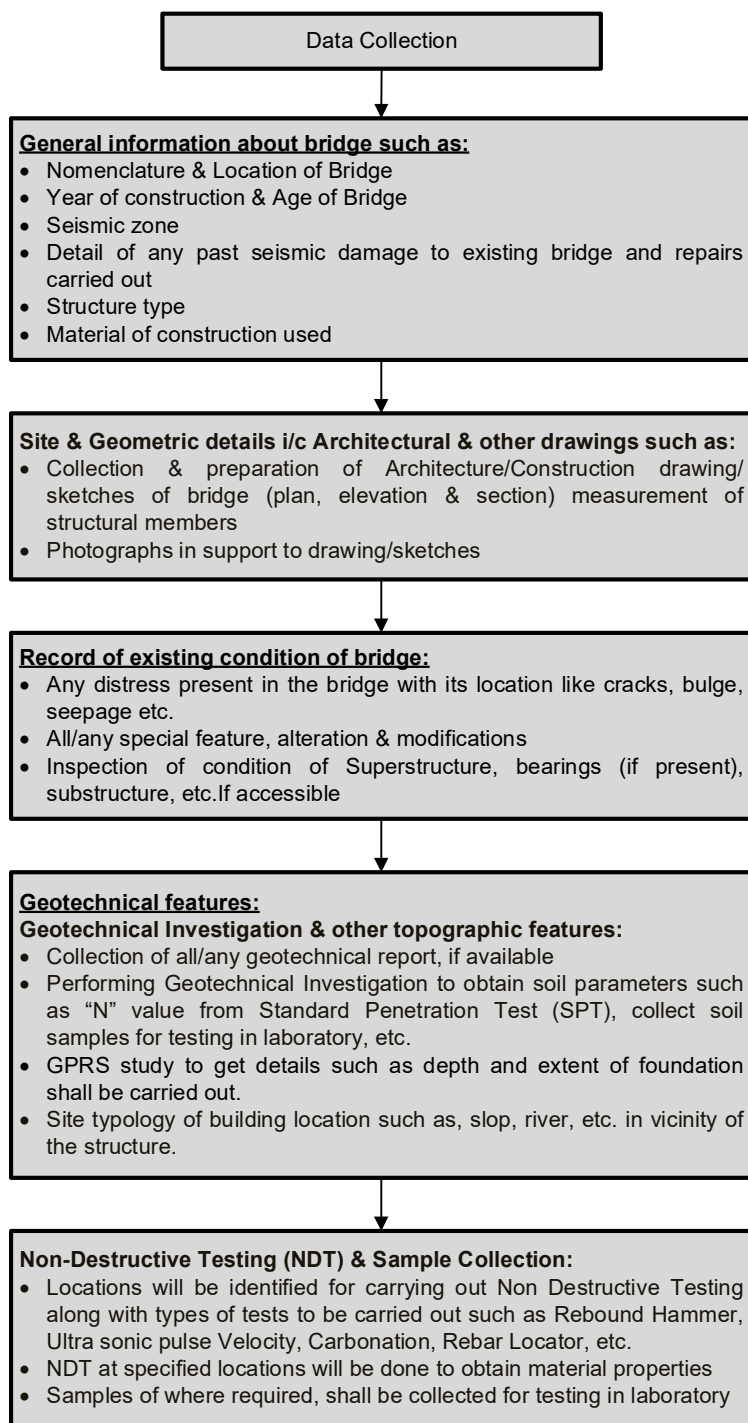 Data Collection
General information about bridge such as:
• Nomenclature & Location of Bridge
• Year of construction & Age of Bridge
• Seismic zone
• Detail of any past seismic damage to existing bridge and repairs
carried out
• Structure type
• Material of construction used
Site & Geometric details i/c Architectural & other drawings such as:
• Collection & preparation of Architecture/Construction drawing/
sketches of bridge (plan, elevation & section) measurement of
structural members
• Photographs in support to drawing/sketches
Record of existing condition of bridge:
• Any distress present in the bridge with its location like cracks, bulge,
seepage etc.
• All/any special feature, alteration & modifications
• Inspection of condition of Superstructure, bearings (if present),
substructure, etc.If accessible
Geotechnical features:
Geotechnical Investigation & other topographic features:
• Collection of all/any geotechnical report, if available
• Performing Geotechnical Investigation to obtain soil parameters such
as “N” value from Standard Penetration Test (SPT), collect soil
samples for testing in laboratory, etc.
• GPRS study to get details such as depth and extent of foundation
shall be carried out.
• Site typology of building location such as, slop, river, etc. in vicinity of
the structure.
Non-Destructive Testing (NDT) & Sample Collection:
• Locations will be identified for carrying out Non Destructive Testing
along with types of tests to be carried out such as Rebound Hammer,
Ultra sonic pulse Velocity, Carbonation, Rebar Locator, etc.
• NDT at specified locations will be done to obtain material properties
• Samples of where required, shall be collected for testing in laboratory